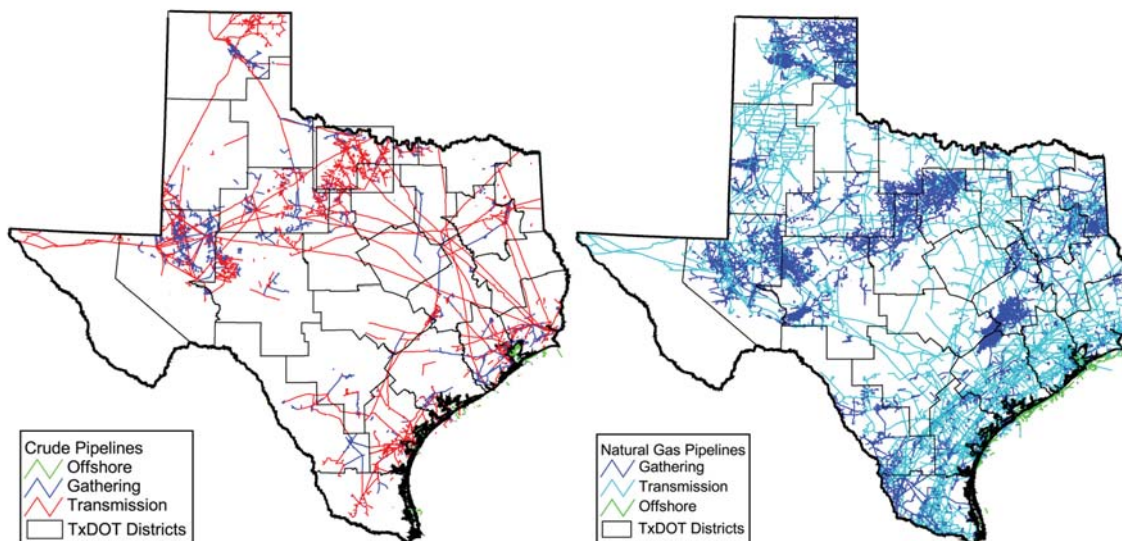 Crude Pipelines
Offshore
Gathering
Transmission
TxDOT Districts
Natural Gas Pipelines
Gathering
Transmission
Offshore
TxDOT Districts